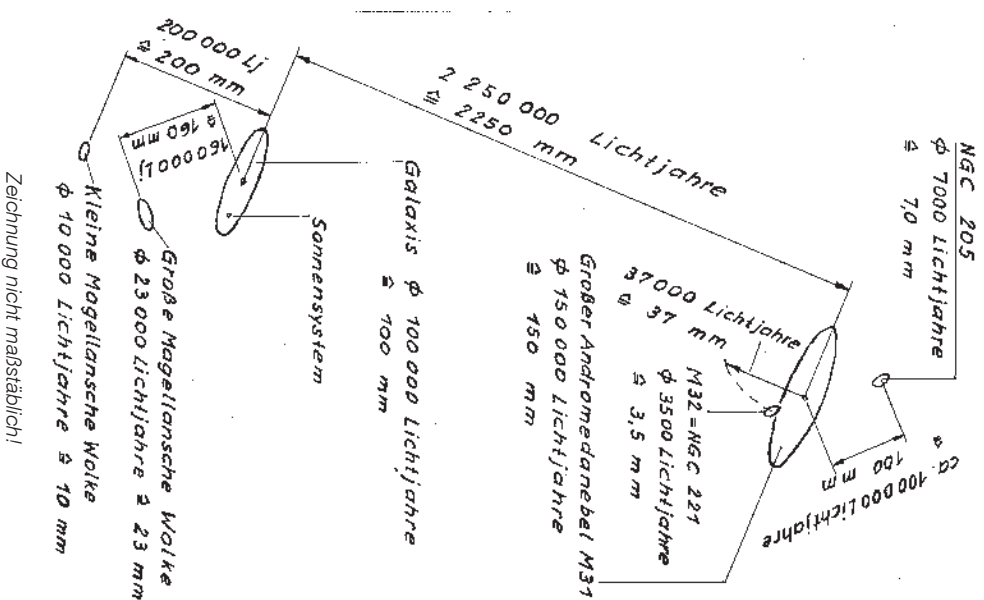 NGC 205
ϕ 7000 Lichtjahre
≙ 7,0 mm
2 250 000 Lichtjahre
≙ 2250 mm
200 000 Lj
≙ 200 mm
160 000 Lj
≙ 160 mm
37000 Lichtjahre
≙ 37 mm
ca. 100 000 Lichtjahre
≙ 100 mm
M32 = NGC 221
ϕ 3500 Lichtjahre
≙ 3,5 mm
Großer Andromedanebel M31
ϕ 150 000 Lichtjahre
≙ 150 mm
Galaxis ϕ 100 000 Lichtjahre
≙ 100 mm
Sonnensystem
Große Magellansche Wolke
ϕ 23 000 Lichtjahre ≙ 23 mm
Kleine Magellansche Wolke
ϕ 10 000 Lichtjahre ≙ 10 mm
Zeichnung nicht maßstäblich!